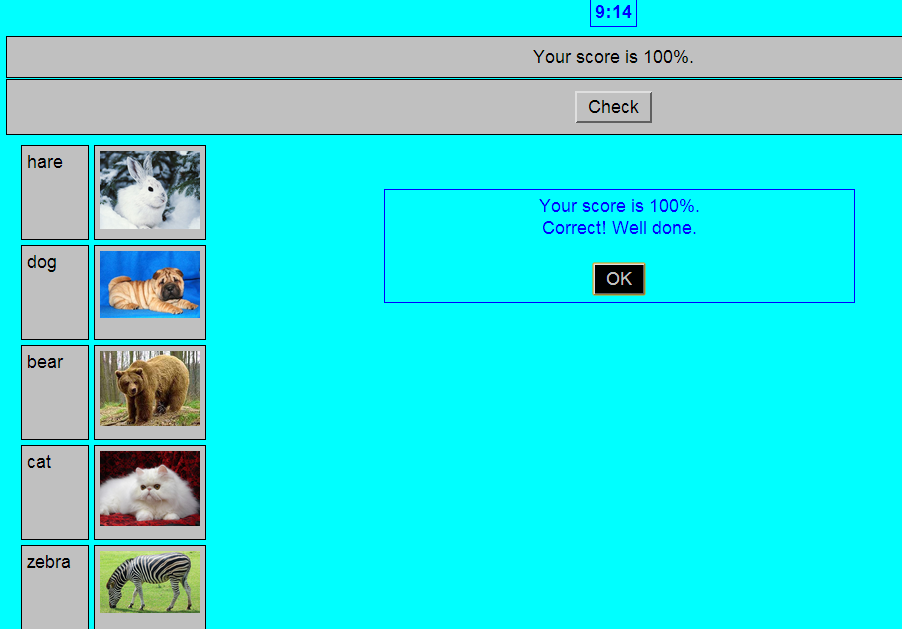 9:14
Your score is 100%.
Check
hare
Your score is 100%.
Correct! Well done.
OK
dog
bear
cat
zebra